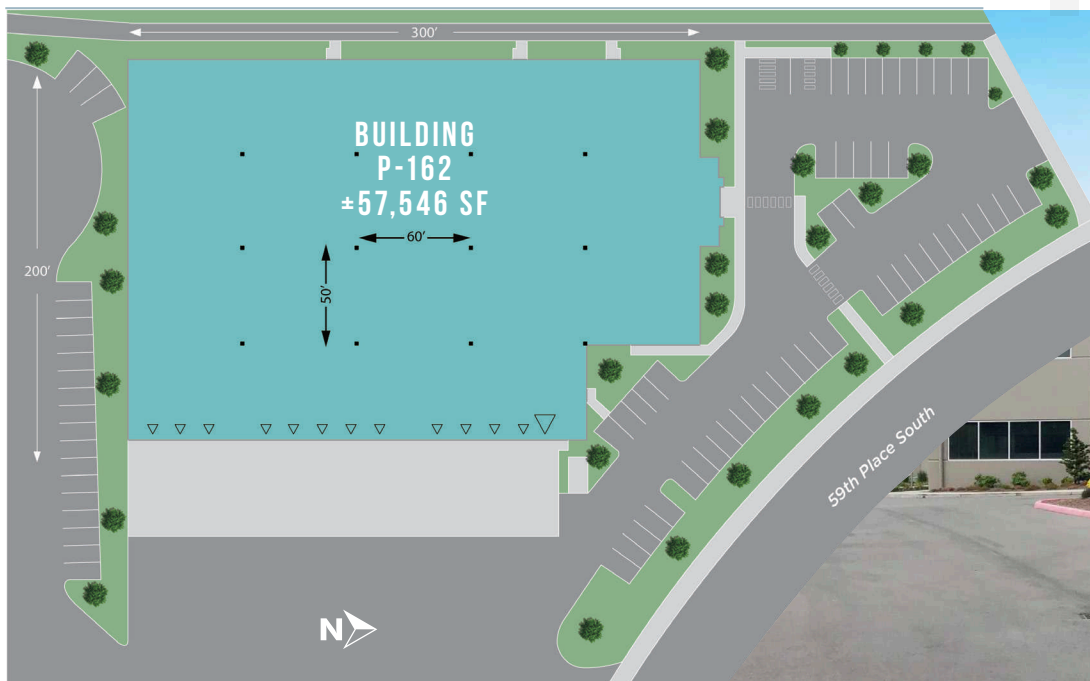 300'
BUILDING
P-162
±57,546 SF
60'
200'
50'
59th Place South
N